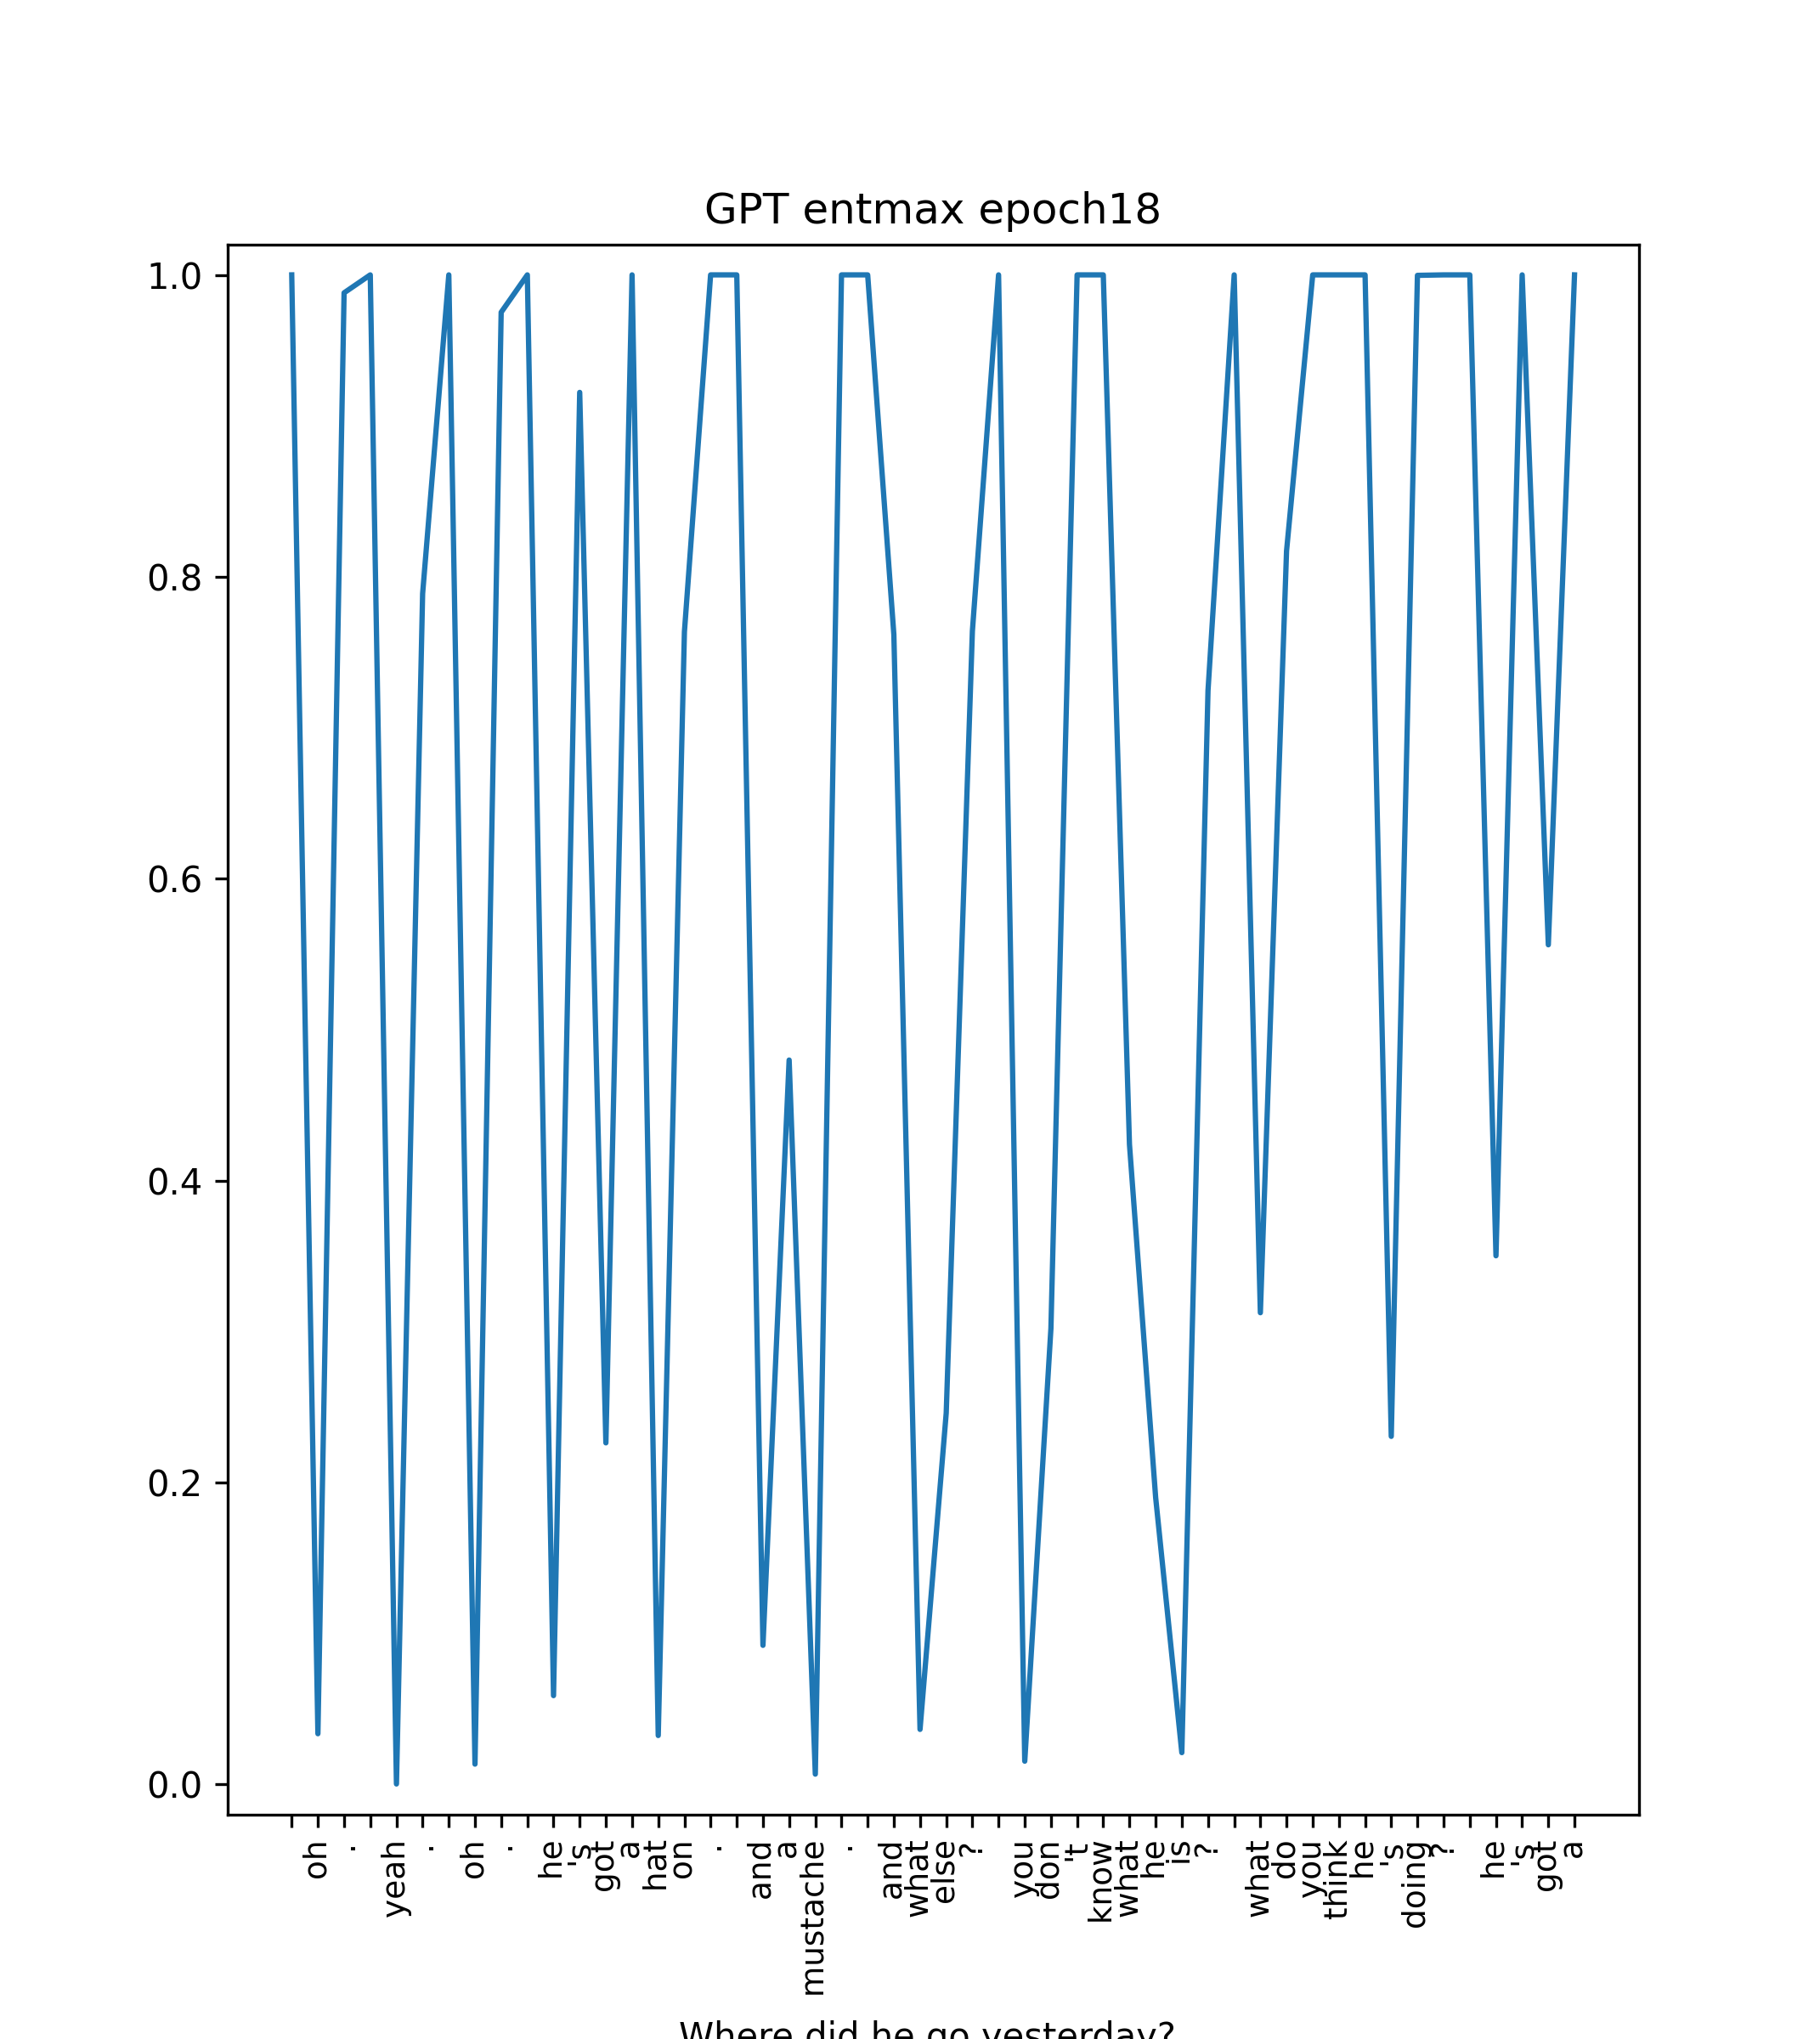 GPT entmax epoch18
1.0
0.8
0.6
0.4
0.2
0.0
oh . yeah . oh . he 's got a hat on . and a mustache . and what else ? you don 't know what he is ? what do you think he 's doing ? he 's got a
Where did he go yesterday?